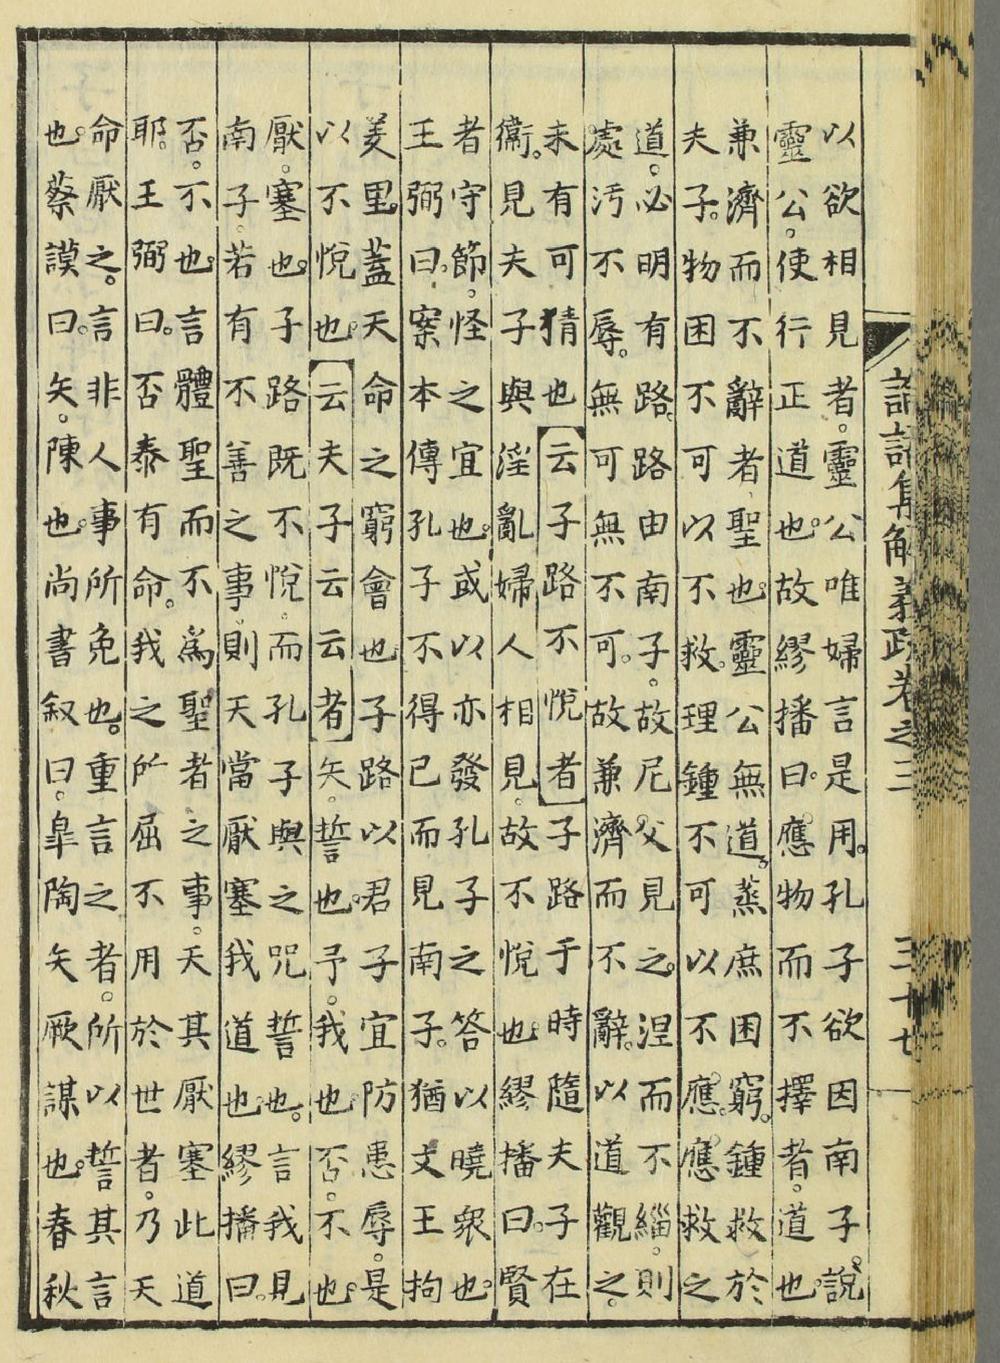 以欲相見者。靈公唯婦言是用。孔子欲因南子。說
靈公。使行正道也。故繆播曰。應物而不擇者。道也。
兼濟而不辭者聖也。靈公無道。蒸庶困窮。鍾救於
夫子。物困不可以不救。理鍾不可以不應。應救之
道。必明有路。路由南子。故尼父見之。涅而不緇。則
處汚不辱。無可無不可。故兼濟而不辭。以道觀之。
未有可猜也【云子路不悅者】子路于時隨夫子在
衞。見夫子與淫亂婦人相見。故不悅也。繆播曰。賢
者守節。怪之宜也。或以亦發孔子之答以曉衆也。
王弼曰。案本傳孔子不得已而見南子。猶文王拘
羑里蓋天命之窮會也子路以君子宜防患辱。是
以不悅也。【云夫子云云者】矢。誓也。予。我也。否。不也。
厭。塞也。子路既不悅。而孔子與之咒誓也。言我見
南子。若有不善之事。則天當厭塞我道也。繆播曰。
否。不也。言體聖而不爲聖者之事。天其厭塞此道
耶。王弼曰。否泰有命。我之所屈不用於世者。乃天
命厭之。言非人事所免也。重言之者。所以誓其言
也。蔡謨曰。矢。陳也。尚書叙曰。皐陶矢厥謀也。春秋
論語集解義疏卷之三
三十七